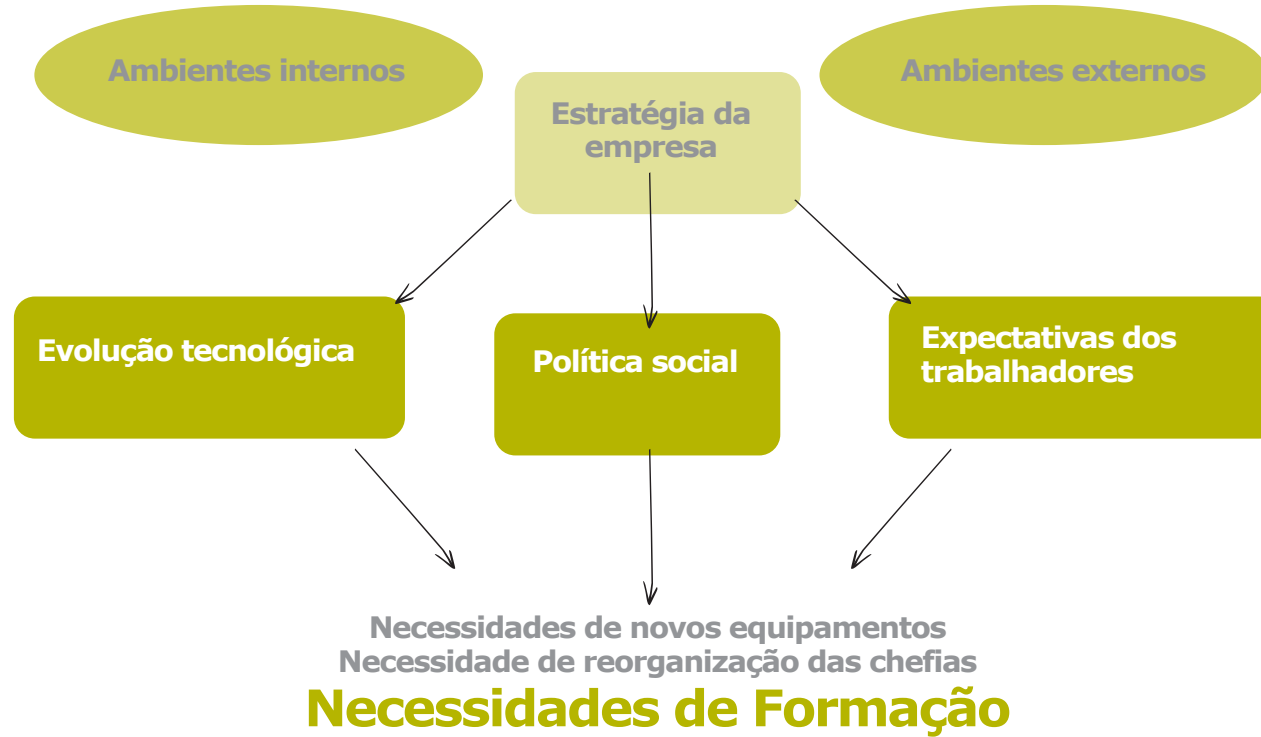 Ambientes internos
Ambientes externos
Estratégia da
empresa
Evolução tecnológica
Política social
Expectativas dos
trabalhadores
Necessidades de novos equipamentos
Necessidade de reorganização das chefias
Necessidades de Formação